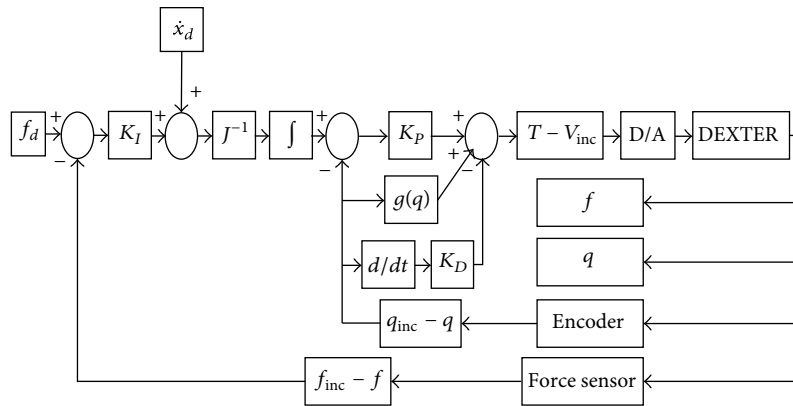 ẋ_d
+
f_d
+
−
K_I
+
J⁻¹
∫
+
−
K_P
+
+
−
T − V_inc
D/A
DEXTER
g(q)
f
d/dt
K_D
q
q_inc − q
Encoder
f_inc − f
Force sensor